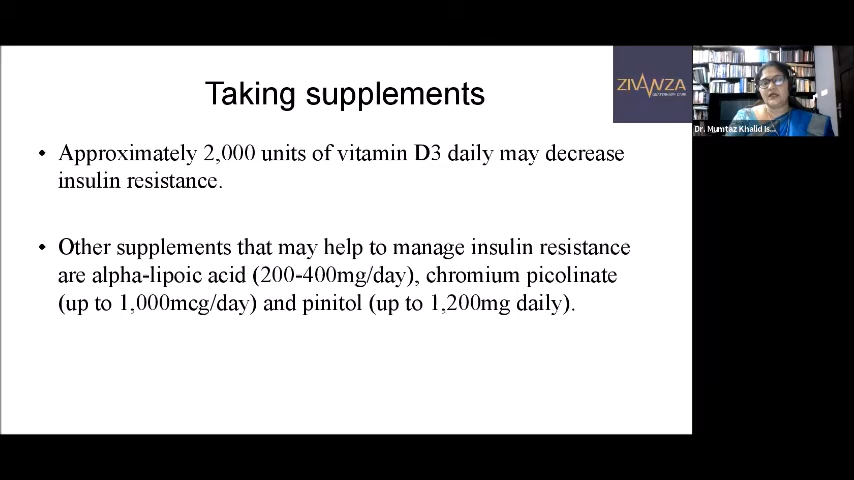 Taking supplements
ZIVANZA
• Approximately 2,000 units of vitamin D3 daily may decrease
insulin resistance.
• Other supplements that may help to manage insulin resistance
are alpha-lipoic acid (200-400mg/day), chromium picolinate
(up to 1,000mcg/day) and pinitol (up to 1,200mg daily).
Dr. Mumtaz Khalid Is...